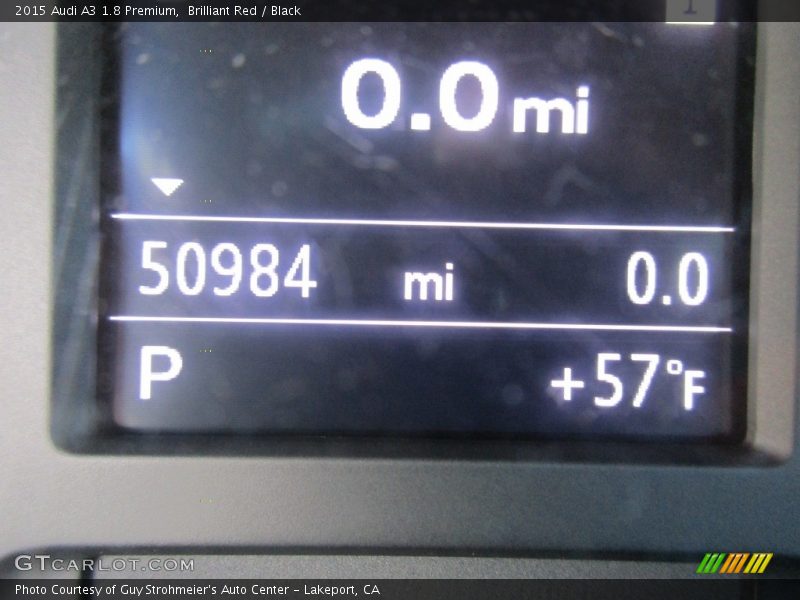 2015 Audi A3 1.8 Premium,  Brilliant Red / Black
1
0.0 mi
50984 mi 0.0
P +57°F
GTCARLOT.COM
Photo Courtesy of Guy Strohmeier's Auto Center – Lakeport, CA